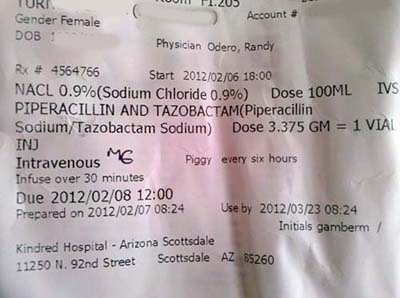 Gender Female
Account #
DOB
Physician Odero, Randy
Rx # 4564766 Start 2012/02/06 18:00
NACL 0.9%(Sodium Chloride 0.9%) Dose 100ML IVS
PIPERACILLIN AND TAZOBACTAM(Piperacillin
Sodium/Tazobactam Sodium) Dose 3.375 GM = 1 VIAL
INJ
Intravenous MG Piggy every six hours
Infuse over 30 minutes
Due 2012/02/08 12:00
Prepared on 2012/02/07 08:24 Use by 2012/03/23 08:24
Initials gamberm /
Kindred Hospital - Arizona Scottsdale
11250 N. 92nd Street Scottsdale AZ 85260